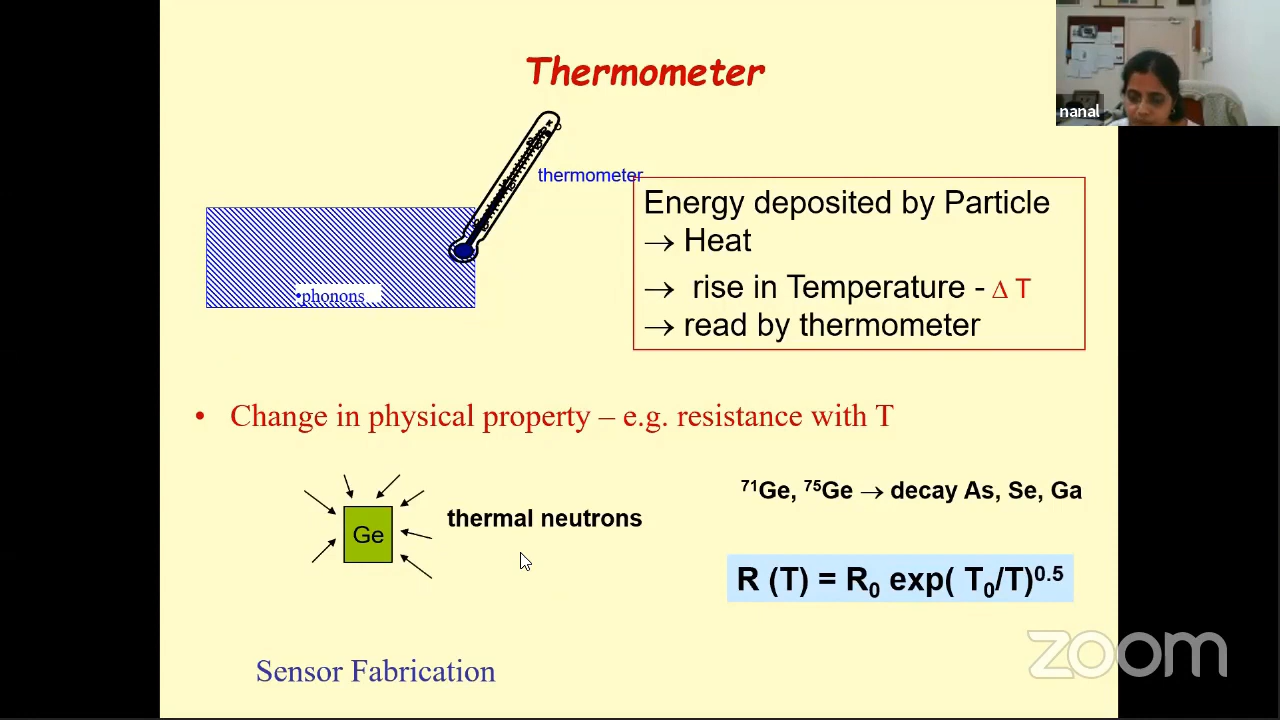 Thermometer
nanal
thermometer
Energy deposited by Particle
→ Heat
→ rise in Temperature - Δ T
→ read by thermometer
•phonons
• Change in physical property – e.g. resistance with T
⁷¹Ge, ⁷⁵Ge → decay As, Se, Ga
thermal neutrons
Ge
R (T) = R₀ exp( T₀/T)⁰·⁵
zoom
Sensor Fabrication